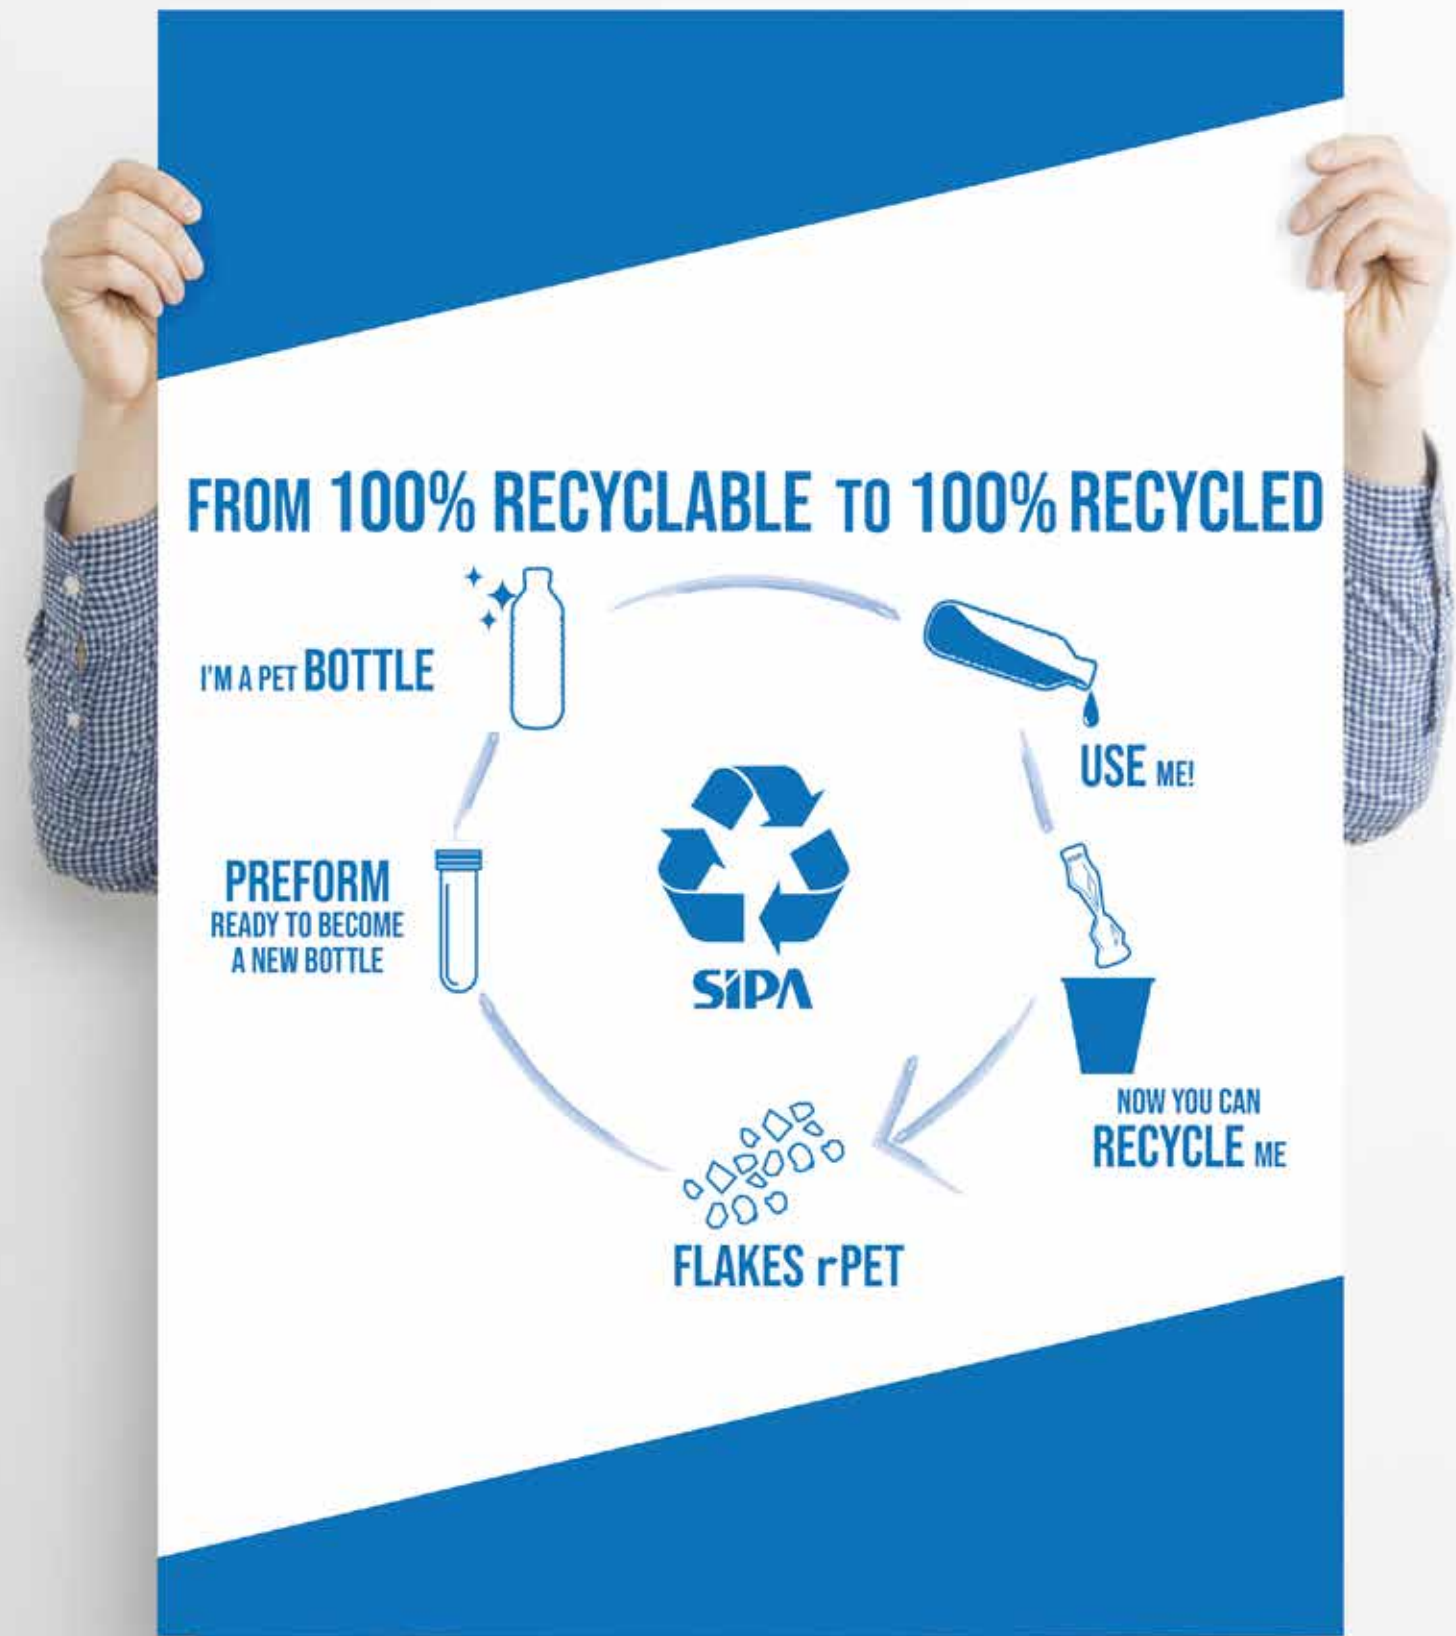 FROM 100% RECYCLABLE TO 100% RECYCLED
I'M A PET BOTTLE
USE ME!
PREFORM
READY TO BECOME
A NEW BOTTLE
SIPA
NOW YOU CAN
RECYCLE ME
FLAKES rPET